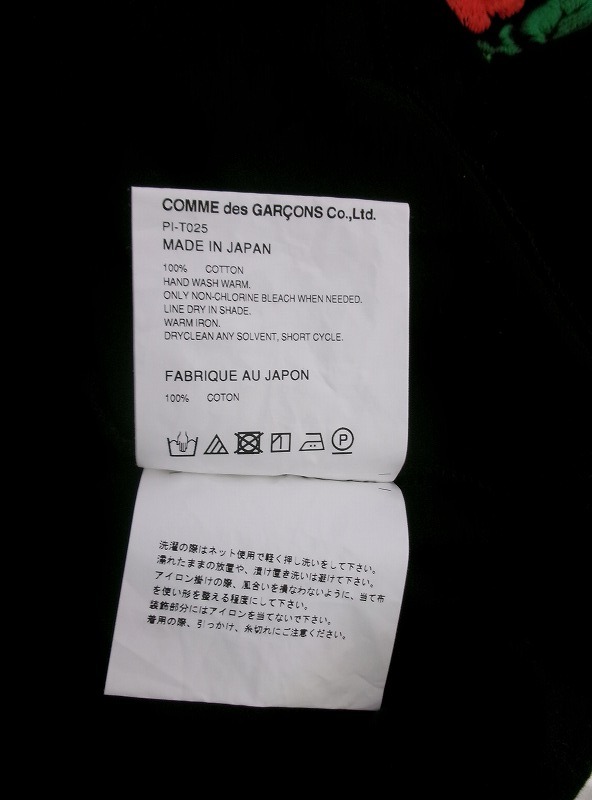 COMME des GARÇONS Co.,Ltd.
PI-T025
MADE IN JAPAN
100% COTTON
HAND WASH WARM.
ONLY NON-CHLORINE BLEACH WHEN NEEDED.
LINE DRY IN SHADE.
WARM IRON.
DRYCLEAN ANY SOLVENT, SHORT CYCLE.
FABRIQUE AU JAPON
100% COTON
P
洗濯の際はネット使用で軽く押し洗いをして下さい。
濡れたままの放置や、漬け置き洗いは避けて下さい。
アイロン掛けの際、風合いを損なわないように、当て布
を使い形を整える程度にして下さい。
装飾部分にはアイロンを当てないで下さい。
着用の際、引っかけ、糸切れにご注意ください。